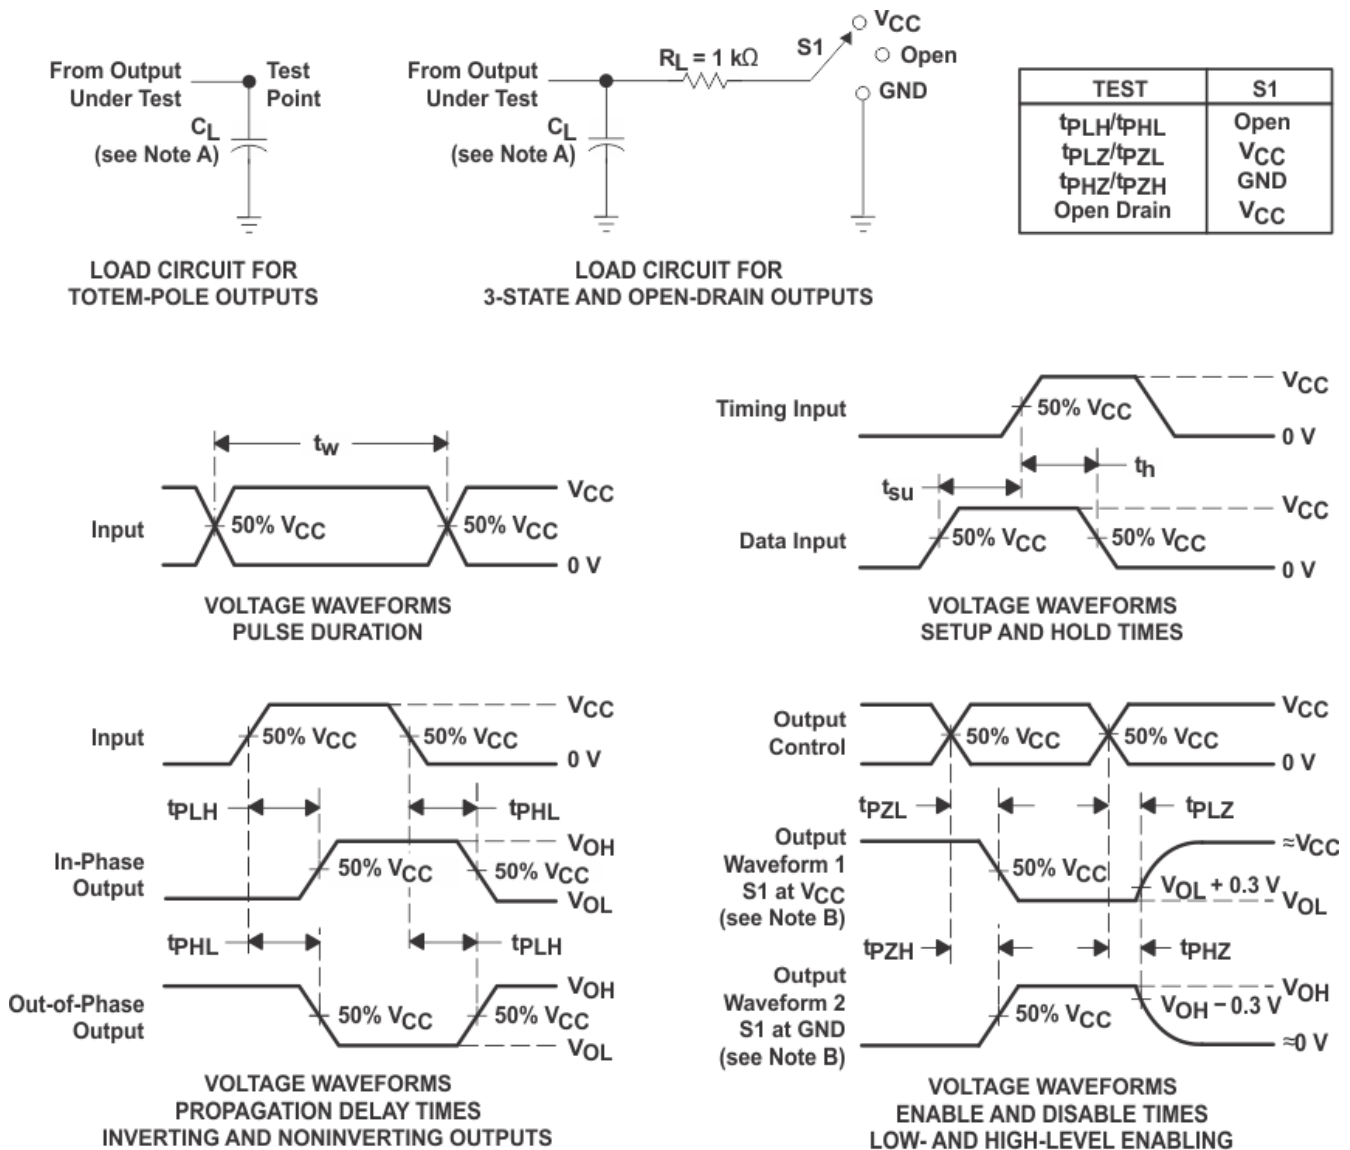 From Output
Under Test
Test
Point
CL
(see Note A)
LOAD CIRCUIT FOR
TOTEM-POLE OUTPUTS
From Output
Under Test
RL = 1 kΩ
S1
VCC
Open
GND
CL
(see Note A)
LOAD CIRCUIT FOR
3-STATE AND OPEN-DRAIN OUTPUTS
TEST S1
tPLH/tPHL Open
tPLZ/tPZL VCC
tPHZ/tPZH GND
Open Drain VCC
tw
Input
50% VCC
50% VCC
VCC
0 V
VOLTAGE WAVEFORMS
PULSE DURATION
Timing Input
50% VCC
VCC
0 V
th
tsu
Data Input
50% VCC
50% VCC
VCC
0 V
VOLTAGE WAVEFORMS
SETUP AND HOLD TIMES
Input
50% VCC
50% VCC
VCC
0 V
tPLH
tPHL
In-Phase
Output
50% VCC
50% VCC
VOH
VOL
tPHL
tPLH
Out-of-Phase
Output
50% VCC
50% VCC
VOH
VOL
VOLTAGE WAVEFORMS
PROPAGATION DELAY TIMES
INVERTING AND NONINVERTING OUTPUTS
Output
Control
50% VCC
50% VCC
VCC
0 V
tPZL
tPLZ
Output
Waveform 1
S1 at VCC
(see Note B)
50% VCC
VOL + 0.3 V
≈VCC
VOL
tPZH
tPHZ
Output
Waveform 2
S1 at GND
(see Note B)
50% VCC
VOH − 0.3 V
VOH
≈0 V
VOLTAGE WAVEFORMS
ENABLE AND DISABLE TIMES
LOW- AND HIGH-LEVEL ENABLING